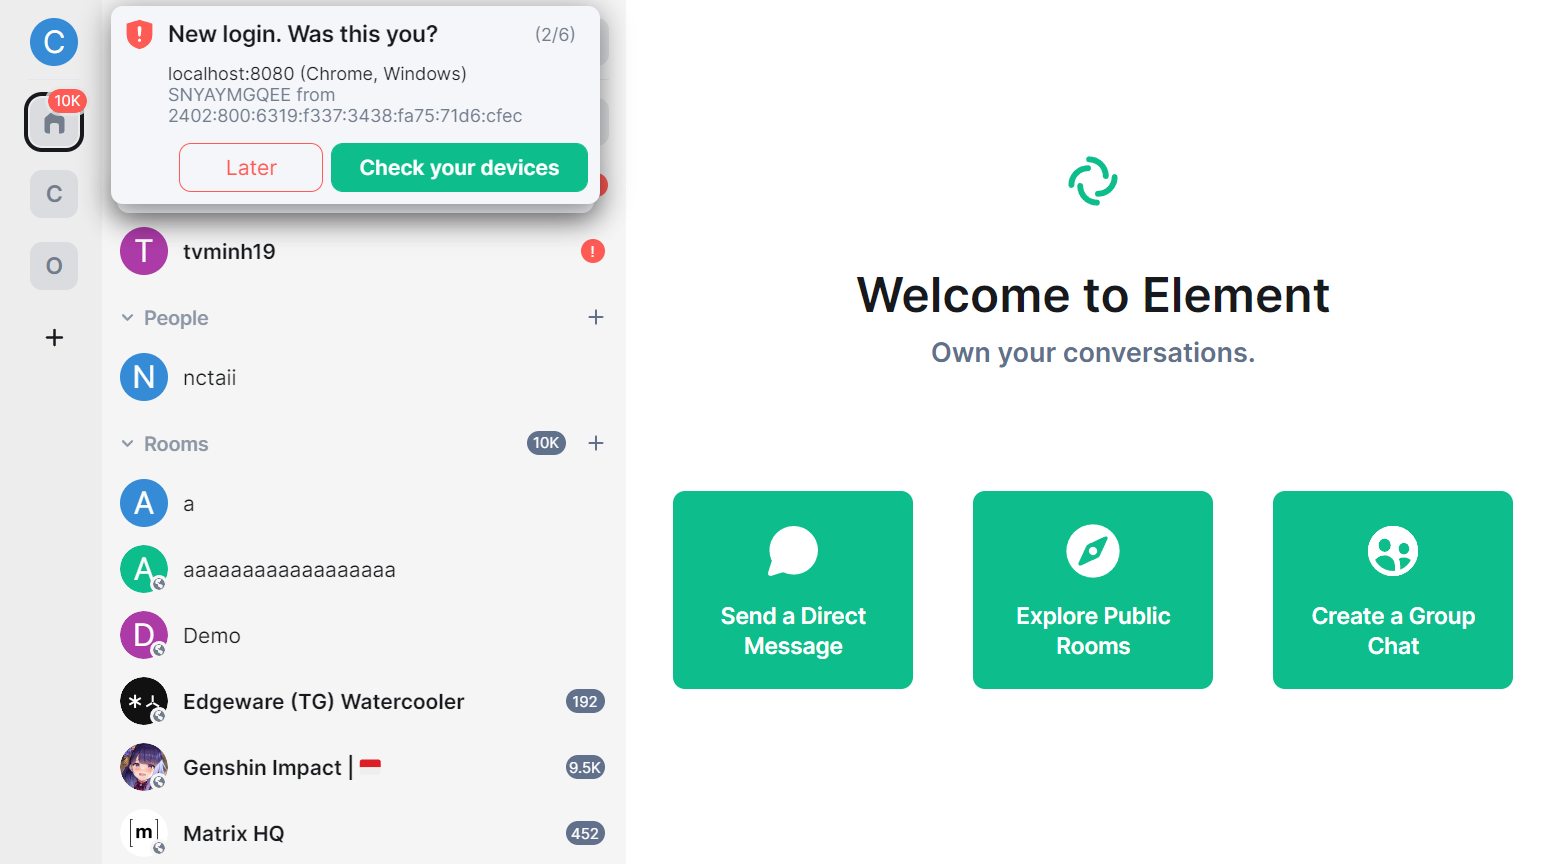 C
10K
C
O
New login. Was this you?
(2/6)
localhost:8080 (Chrome, Windows)
SNYAYMGQEE from
2402:800:6319:f337:3438:fa75:71d6:cfec
Later
Check your devices
T
tvminh19
!
People
N
nctaii
Rooms
10K
A
a
A
aaaaaaaaaaaaaaaaaa
D
Demo
Edgeware (TG) Watercooler
192
Genshin Impact |
9.5K
[m]
Matrix HQ
452
Welcome to Element
Own your conversations.
Send a Direct
Message
Explore Public
Rooms
Create a Group
Chat